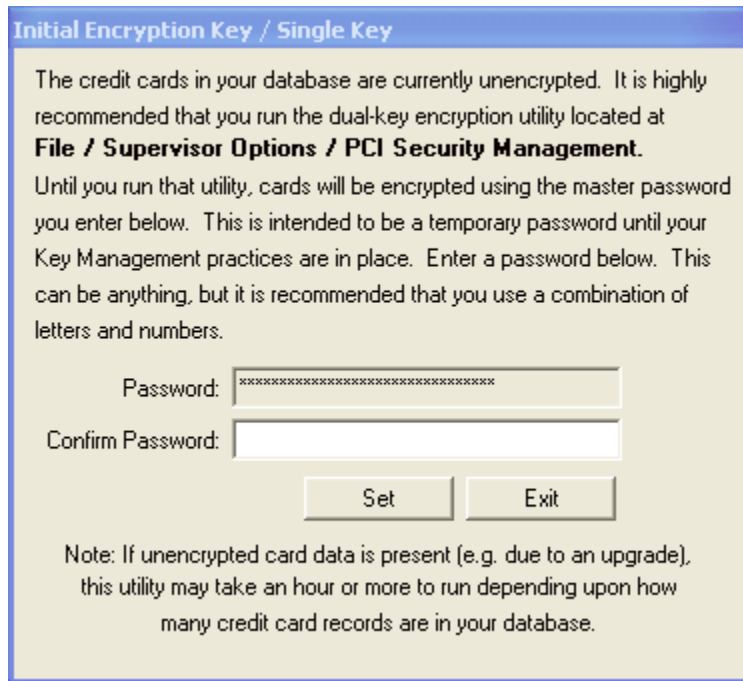 Initial Encryption Key / Single Key
The credit cards in your database are currently unencrypted. It is highly
recommended that you run the dual-key encryption utility located at
File / Supervisor Options / PCI Security Management.
Until you run that utility, cards will be encrypted using the master password
you enter below. This is intended to be a temporary password until your
Key Management practices are in place. Enter a password below. This
can be anything, but it is recommended that you use a combination of
letters and numbers.
Password: ********************************
Confirm Password:
Set Exit
Note: If unencrypted card data is present (e.g. due to an upgrade),
this utility may take an hour or more to run depending upon how
many credit card records are in your database.